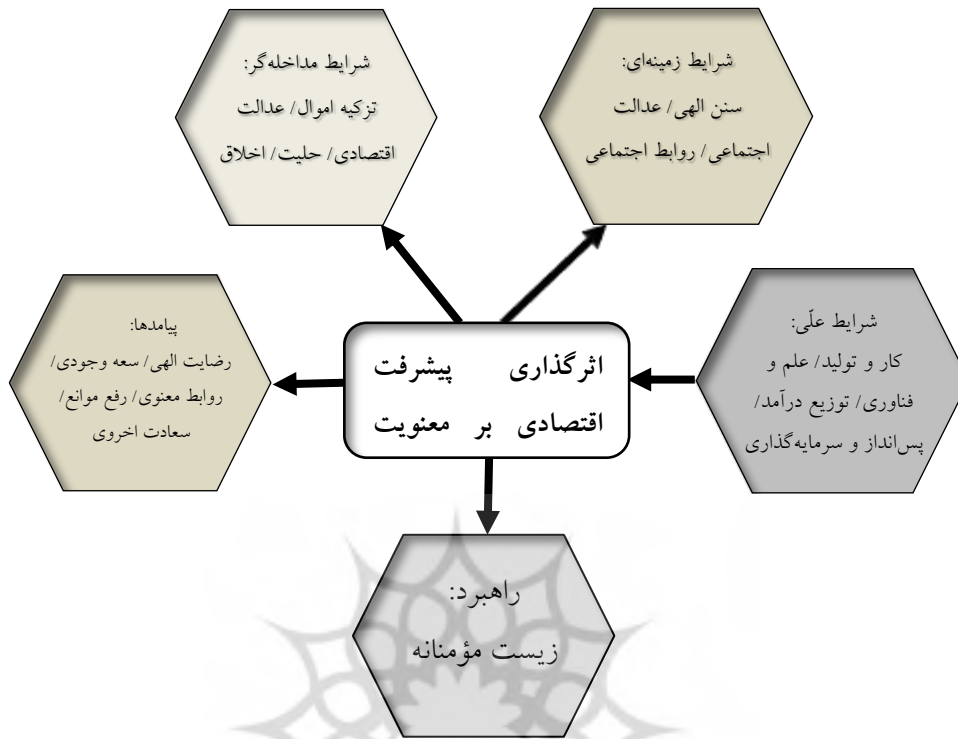 شرایط زمینه‌ای:
سنن الهی/ عدالت
اجتماعی/ روابط اجتماعی
شرایط مداخله‌گر:
تزکیه اموال/ عدالت
اقتصادی/ حلیت/ اخلاق
شرایط علّی:
کار و تولید/ علم و
فناوری/ توزیع درآمد/
پس‌انداز و سرمایه‌گذاری
اثرگذاری پیشرفت
اقتصادی بر معنویت
پیامدها:
رضایت الهی/ سعه وجودی/
روابط معنوی/ رفع موانع/
سعادت اخروی
راهبرد:
زیست مؤمنانه